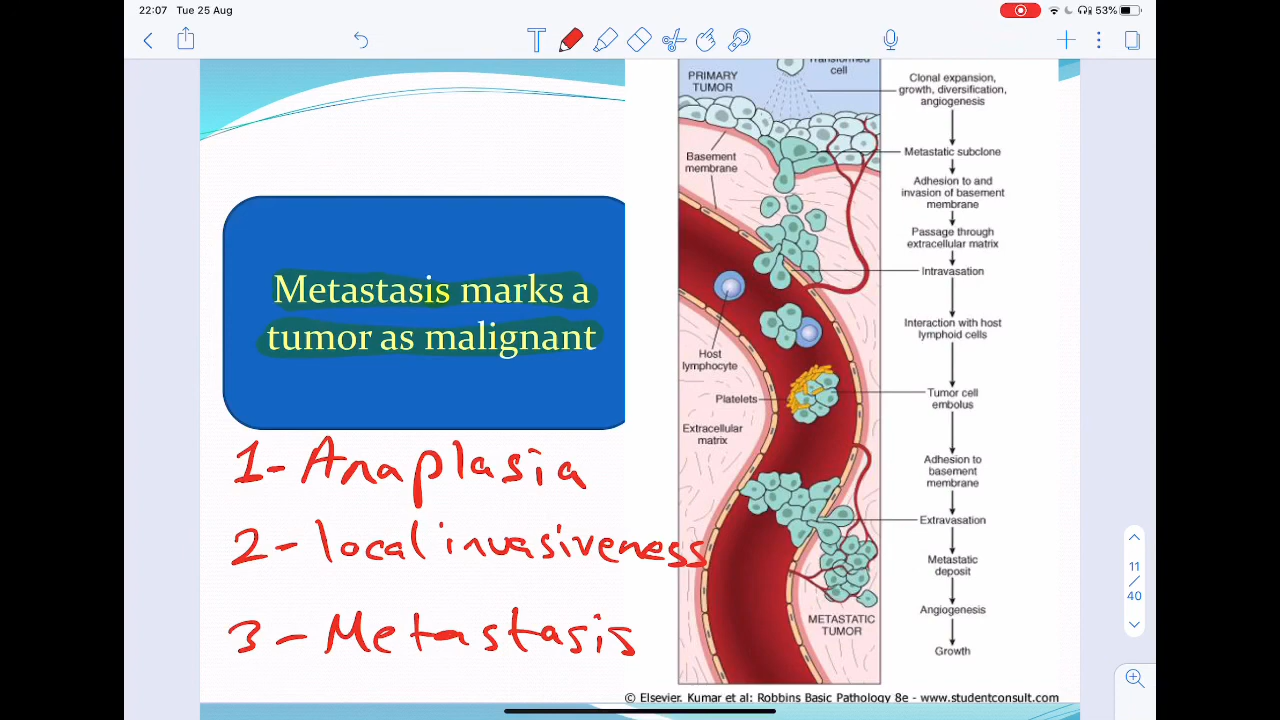 22:07 Tue 25 Aug
53%
T
PRIMARY
TUMOR
Transformed
cell
Clonal expansion,
growth, diversification,
angiogenesis
Basement
membrane
Metastatic subclone
Adhesion to and
invasion of basement
membrane
Passage through
extracellular matrix
Intravasation
Metastasis marks a
tumor as malignant
Host
lymphocyte
Interaction with host
lymphoid cells
Platelets
Tumor cell
embolus
Extracellular
matrix
1- Anaplasia
Adhesion to
basement
membrane
Extravasation
2- local invasiveness
Metastatic
deposit
Angiogenesis
METASTATIC
TUMOR
3- Metastasis
Growth
11
/
40
© Elsevier. Kumar et al: Robbins Basic Pathology 8e - www.studentconsult.com